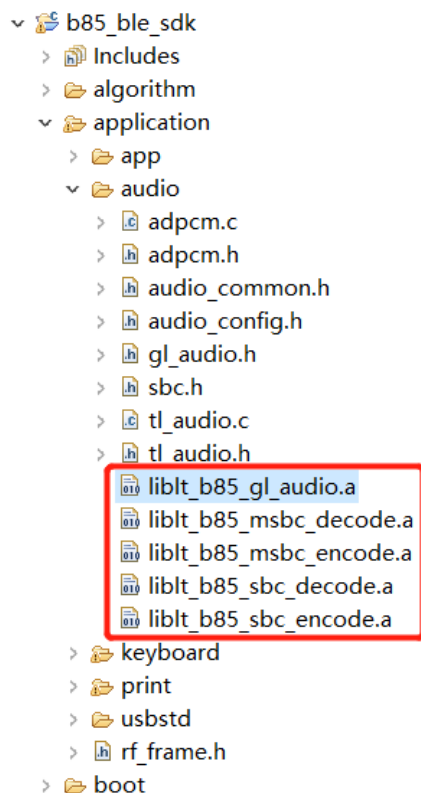 b85_ble_sdk
Includes
algorithm
application
app
audio
adpcm.c
adpcm.h
audio_common.h
audio_config.h
gl_audio.h
sbc.h
tl_audio.c
tl_audio.h
liblt_b85_gl_audio.a
liblt_b85_msbc_decode.a
liblt_b85_msbc_encode.a
liblt_b85_sbc_decode.a
liblt_b85_sbc_encode.a
keyboard
print
usbstd
rf_frame.h
boot